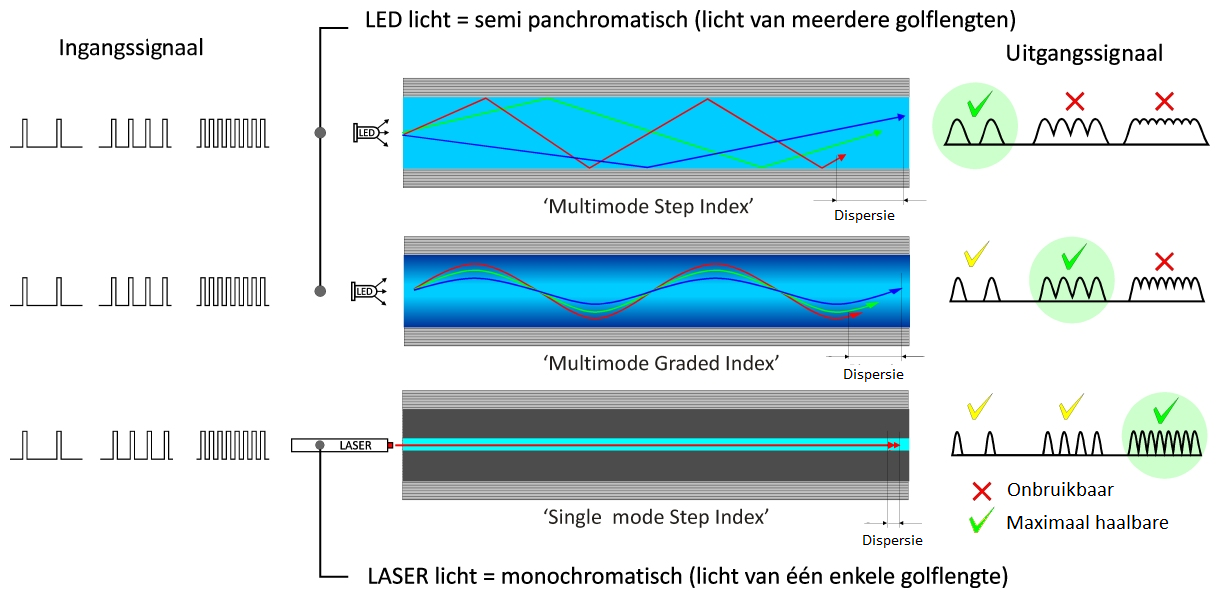 LED licht = semi panchromatisch (licht van meerdere golflengten)
Ingangssignaal
Uitgangssignaal
LED
‘Multimode Step Index’
Dispersie
LED
‘Multimode Graded Index’
Dispersie
LASER
‘Single mode Step Index’
Dispersie
Onbruikbaar
Maximaal haalbare
LASER licht = monochromatisch (licht van één enkele golflengte)